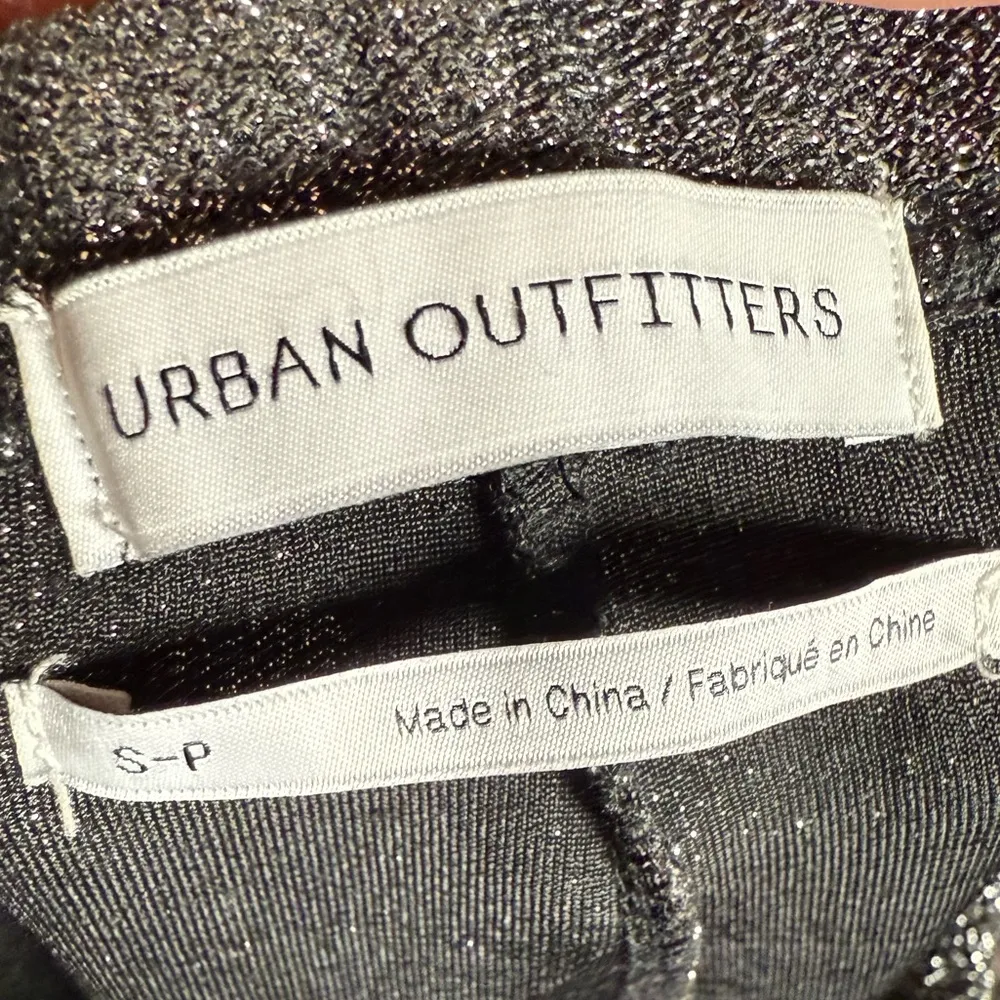 URBAN OUTFITTERS
S-P Made in China / Fabriqué en Chine